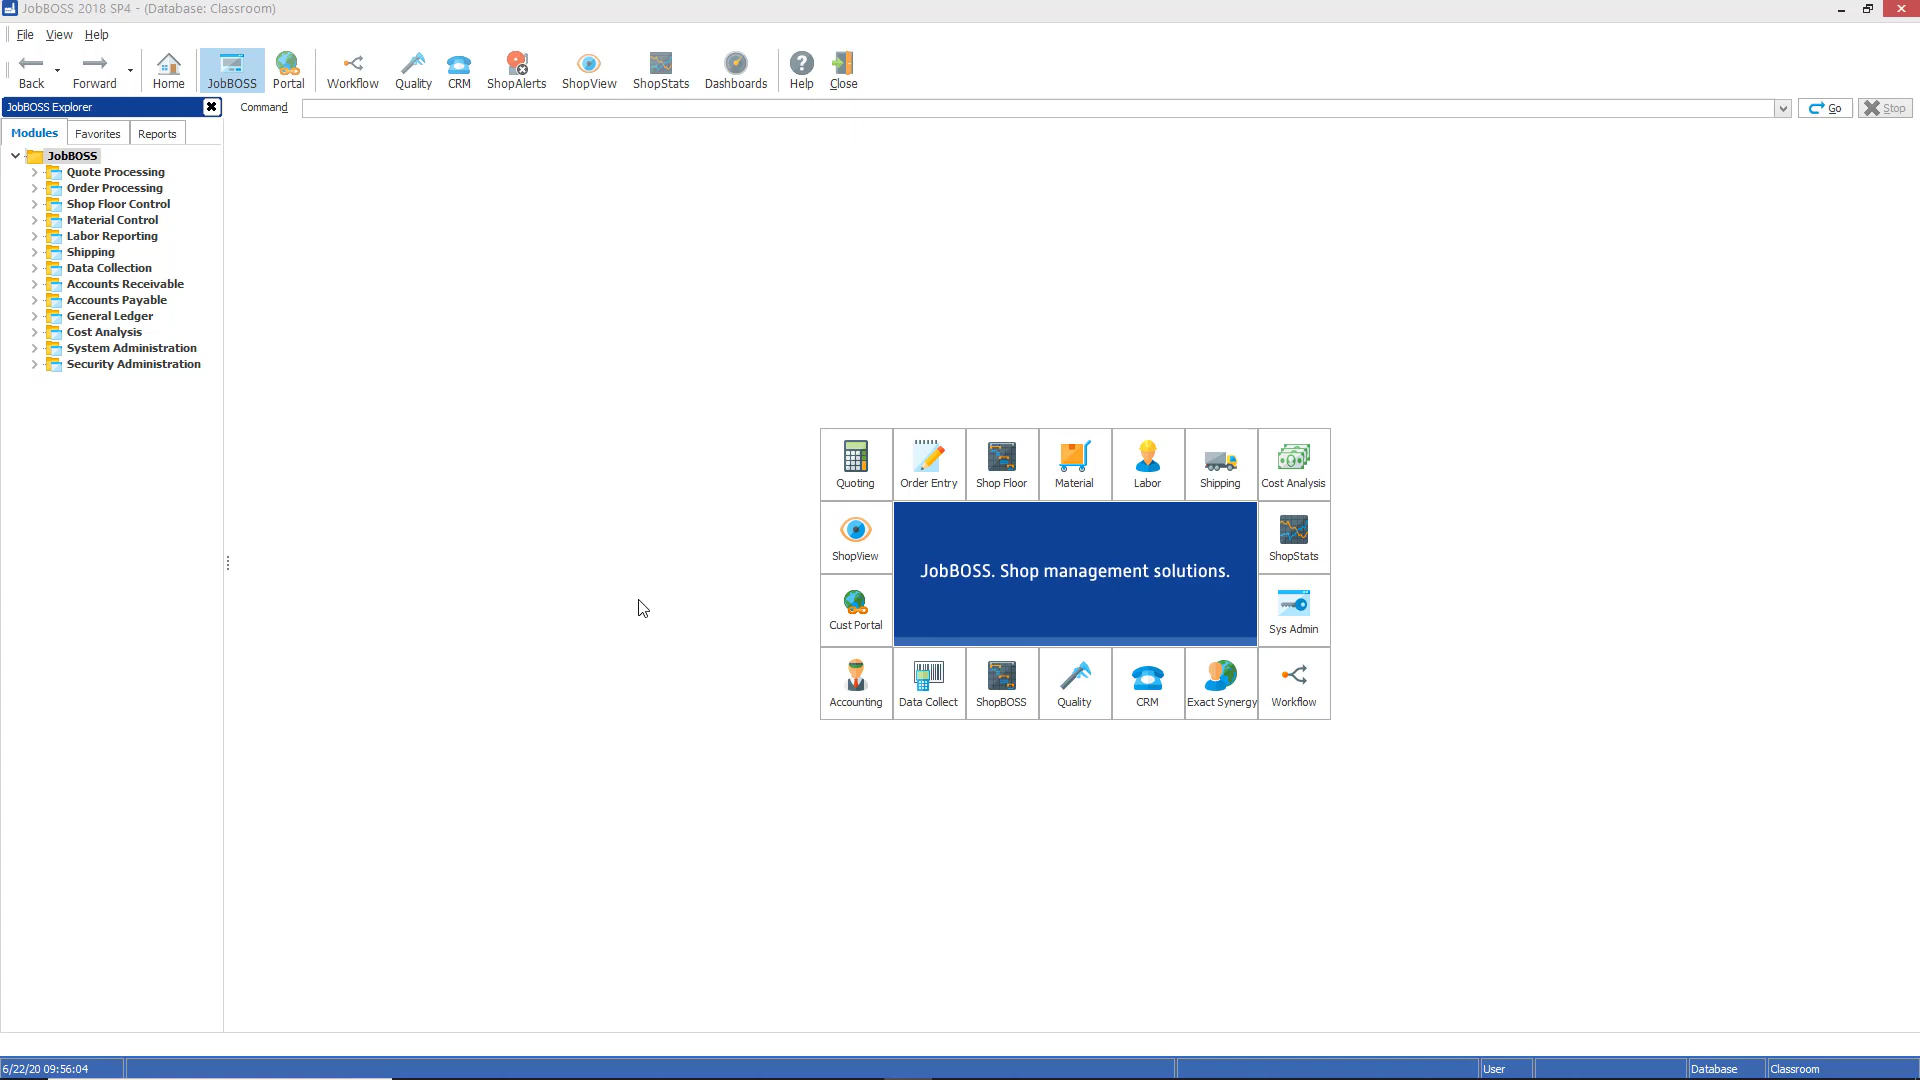 JobBOSS 2018 SP4 - (Database: Classroom)
File View Help
Back Forward Home JobBOSS Portal Workflow Quality CRM ShopAlerts ShopView ShopStats Dashboards Help Close
JobBOSS Explorer
Command
Go
Stop
Modules Favorites Reports
JobBOSS
Quote Processing
Order Processing
Shop Floor Control
Material Control
Labor Reporting
Shipping
Data Collection
Accounts Receivable
Accounts Payable
General Ledger
Cost Analysis
System Administration
Security Administration
Quoting Order Entry Shop Floor Material Labor Shipping Cost Analysis
ShopView
JobBOSS. Shop management solutions.
ShopStats
Cust Portal
Sys Admin
Accounting Data Collect ShopBOSS Quality CRM Exact Synergy Workflow
6/22/20 09:56:04
User
Database
Classroom